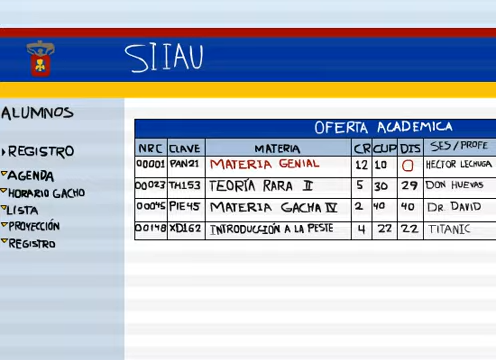 SIIAU
ALUMNOS
REGISTRO
AGENDA
HORARIO GACHO
LISTA
PROYECCIÓN
REGISTRO
OFERTA ACADEMICA
NRC CLAVE MATERIA CR CUP DIS SES/PROFE
00001 PAN21 MATERIA GENIAL 12 10 0 HECTOR LECHUGA
00023 TH153 TEORÍA RARA II 5 30 29 DON HUEVAS
00045 PIE45 MATERIA GACHA IV 2 40 40 DR. DAVID
00148 XD162 INTRODUCCIÓN A LA PESTE 4 22 22 TITANIC